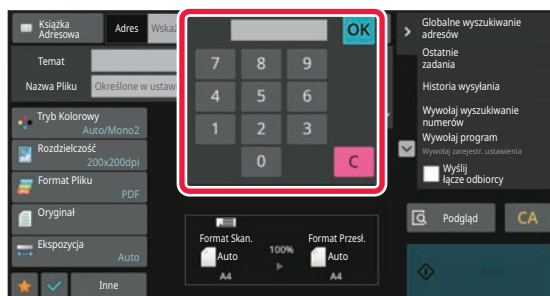 Książka
Adresowa
Adres
OK
Globalne wyszukiwanie
adresów
Temat
Ostatnie
zadania
Nazwa Pliku
Określone w
7 8 9
Historia wysyłania
4 5 6
Tryb Kolorowy
Auto/Mono2
1 2 3
Wywołaj wyszukiwanie
numerów
Rozdzielczość
200x200dpi
0 C
Wywołaj program
Wywołaj zarejestr. ustawienia
Format Pliku
PDF
Wyślij
łącze odbiorcy
Oryginał
Podgląd
CA
Ekspozycja
Auto
Format Skan.
Auto
A4
100%
Format Przesł.
Auto
A4
Inne
Start